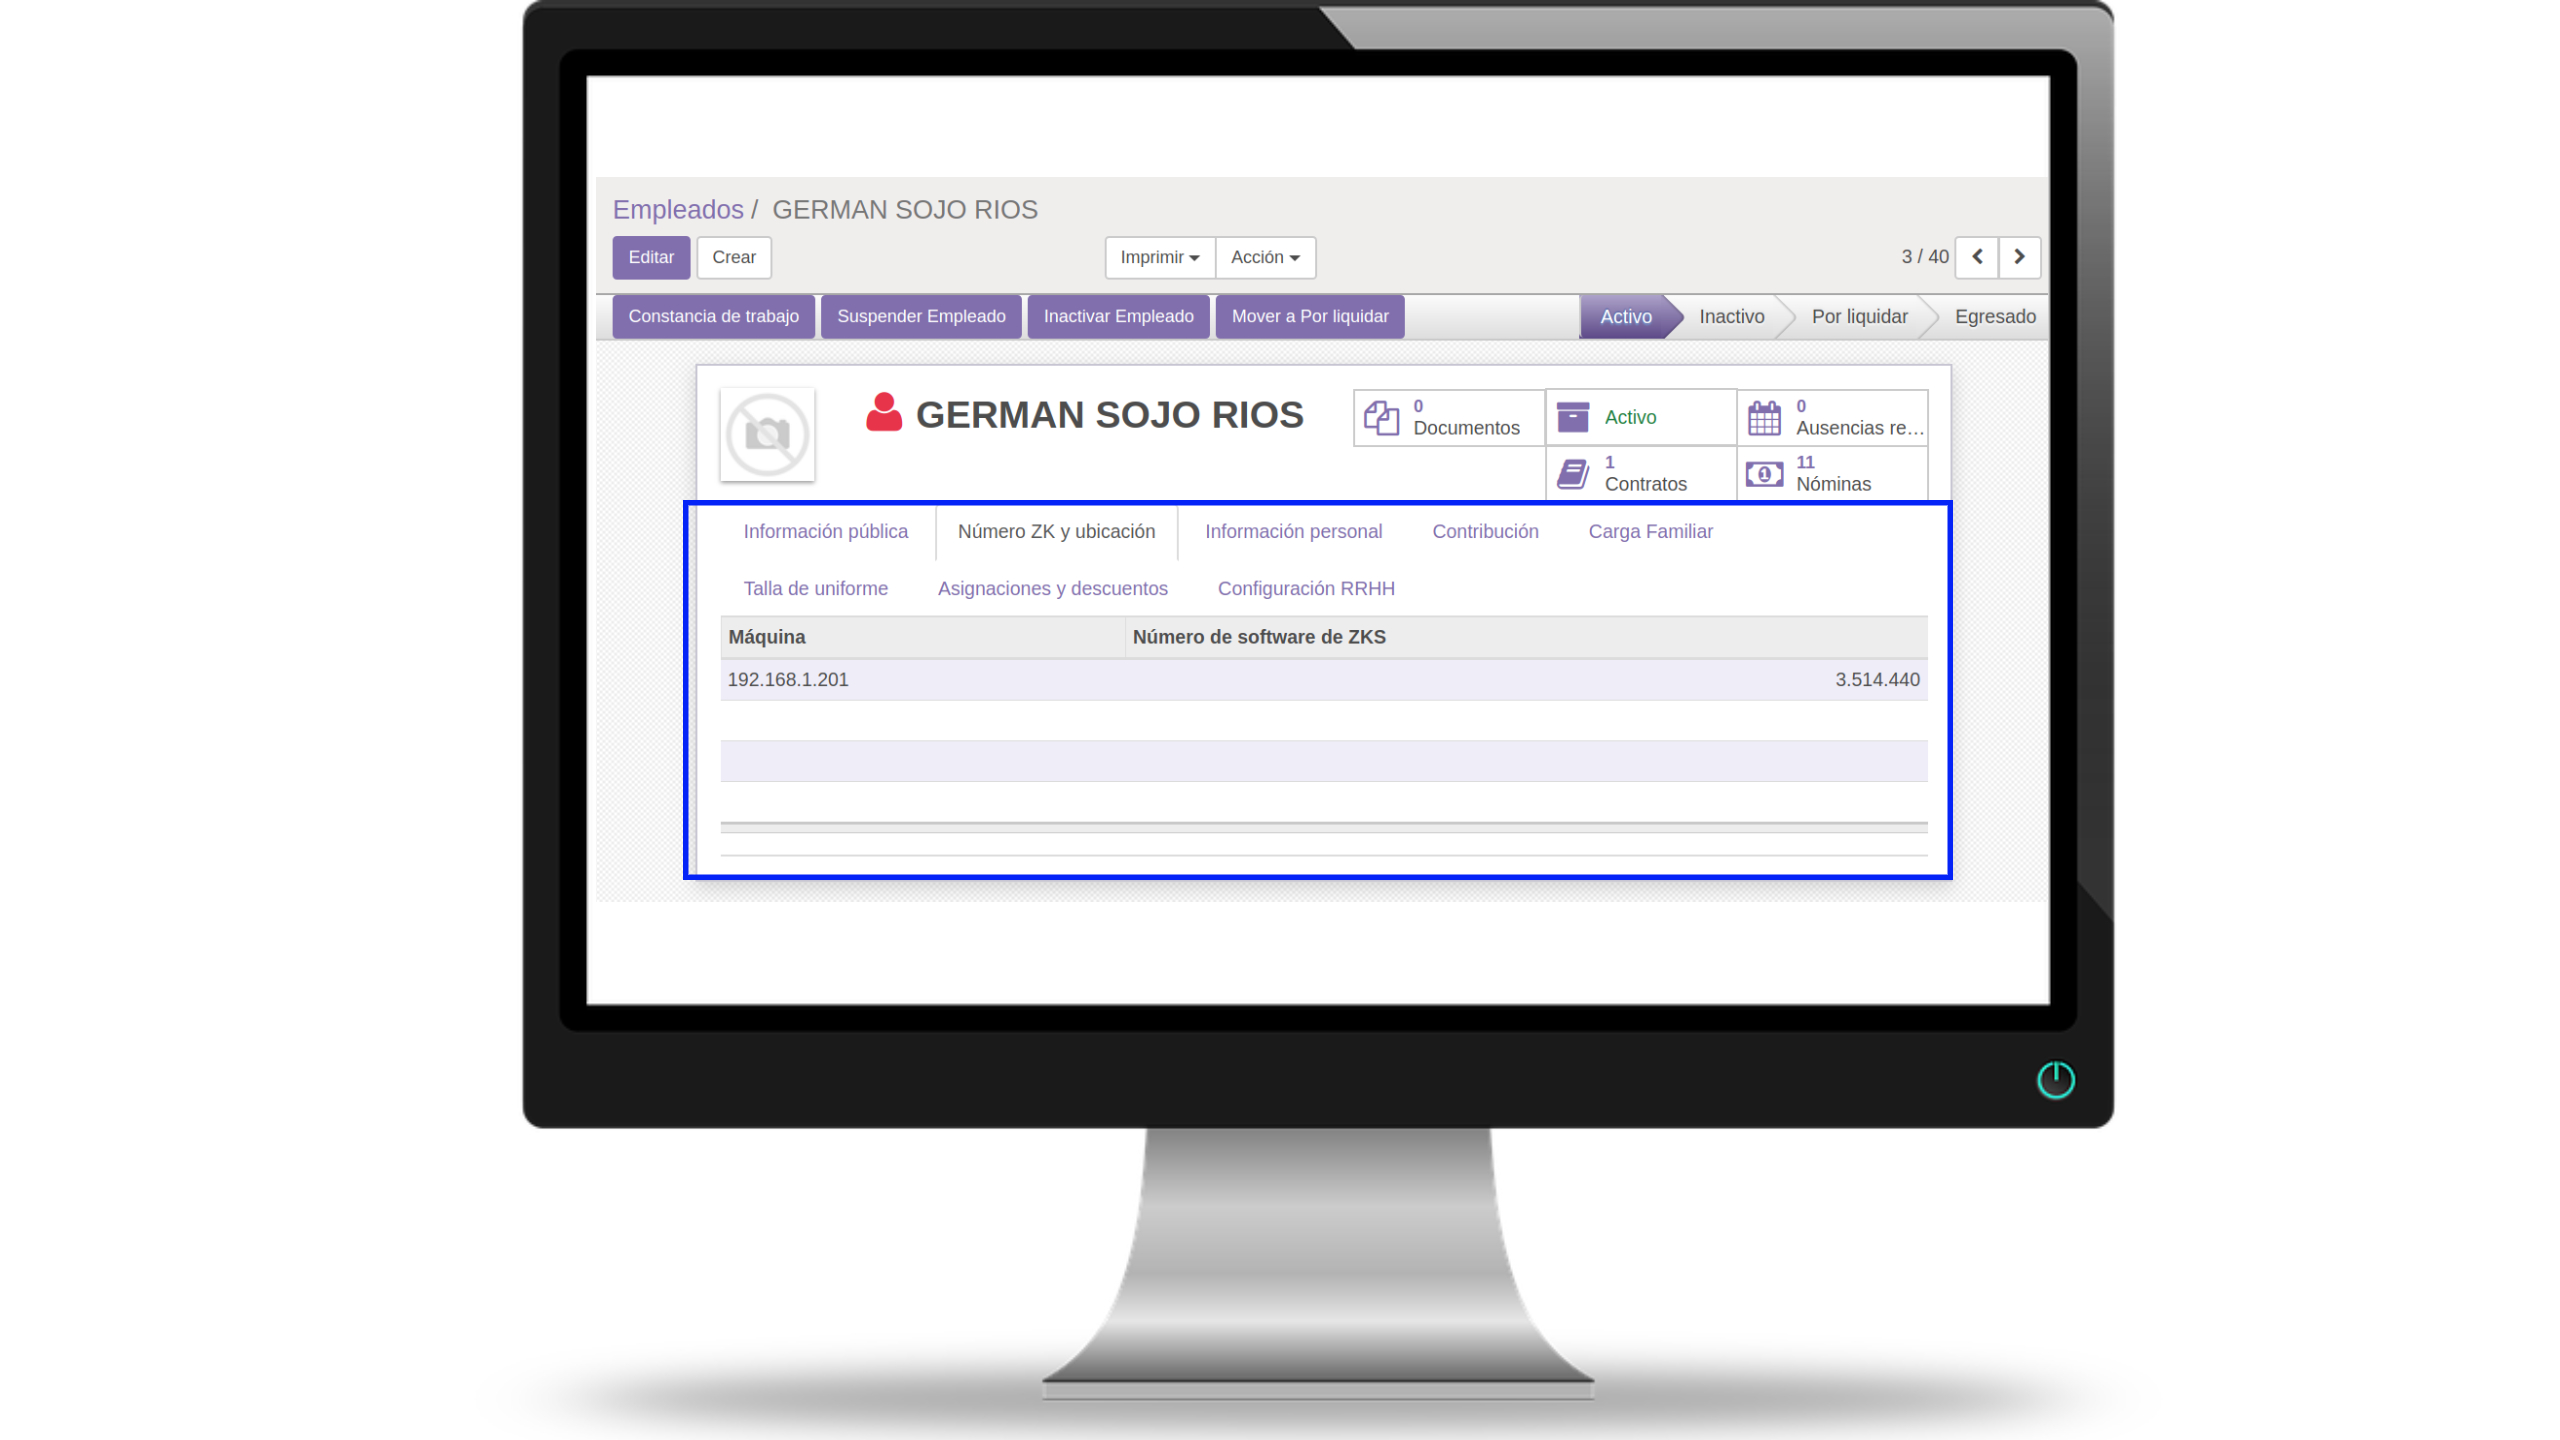 Empleados / GERMAN SOJO RIOS
Editar Crear Imprimir Acción 3 / 40
Constancia de trabajo Suspender Empleado Inactivar Empleado Mover a Por liquidar Activo Inactivo Por liquidar Egresado
GERMAN SOJO RIOS
0
Documentos
Activo
0
Ausencias re...
1
Contratos
11
Nóminas
Información pública Número ZK y ubicación Información personal Contribución Carga Familiar
Talla de uniforme Asignaciones y descuentos Configuración RRHH
Máquina Número de software de ZKS
192.168.1.201 3.514.440